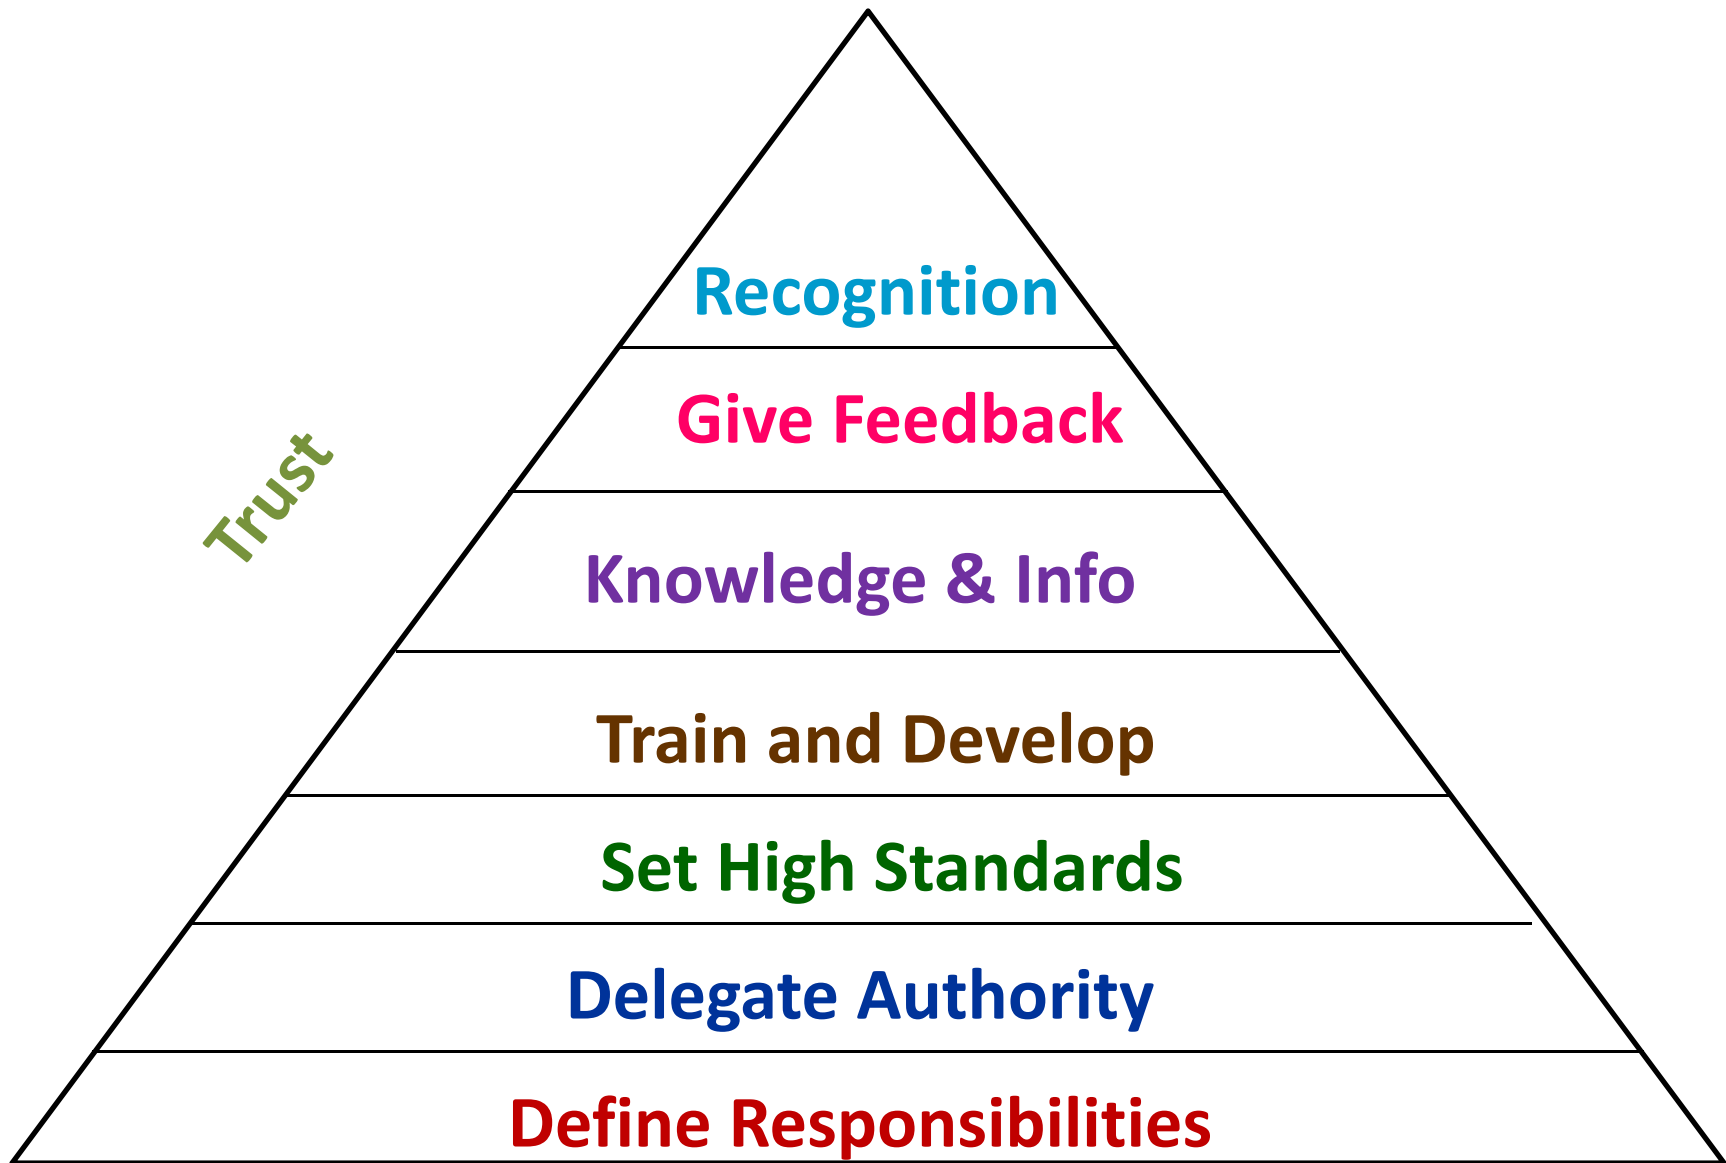 Recognition
Give Feedback
Trust
Knowledge & Info
Train and Develop
Set High Standards
Delegate Authority
Define Responsibilities